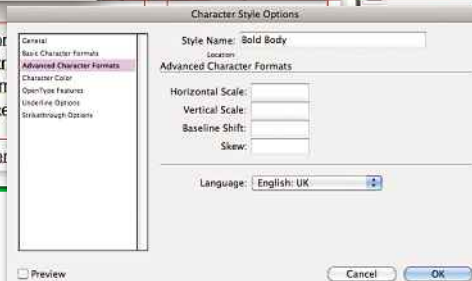 Character Style Options
General
Basic Character Formats
Advanced Character Formats
Character Color
OpenType Features
Underline Options
Strikethrough Options
Style Name: Bold Body
Location
Advanced Character Formats
Horizontal Scale:
Vertical Scale:
Baseline Shift:
Skew:
Language: English: UK
Preview
Cancel
OK